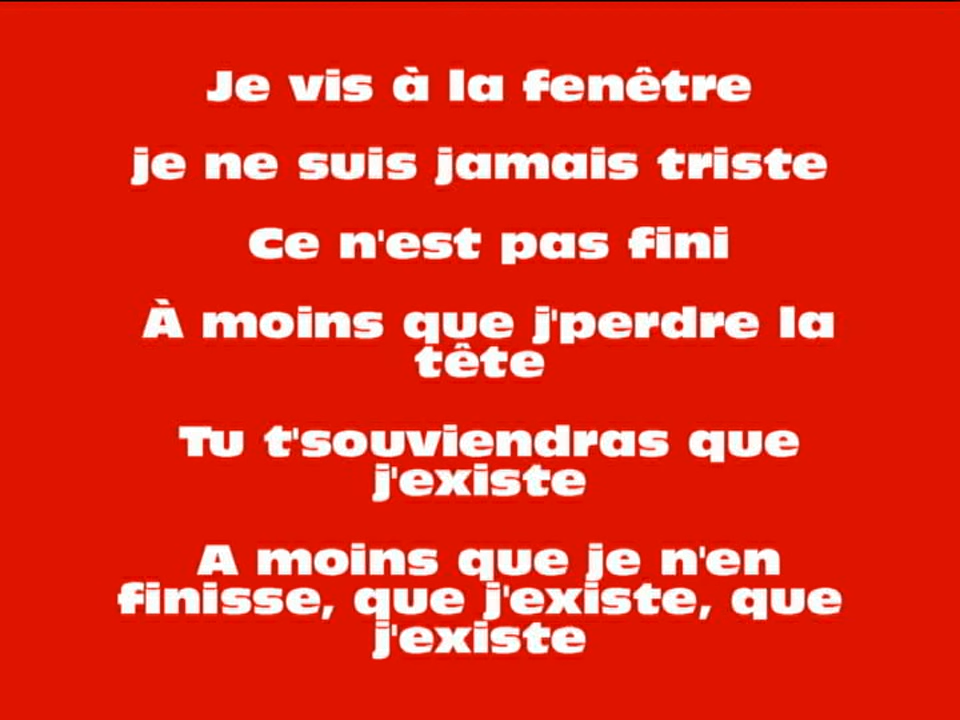 Je vis à la fenêtre
je ne suis jamais triste
Ce n'est pas fini
À moins que j'perdre la
tête
Tu t'souviendras que
j'existe
A moins que je n'en
finisse, que j'existe, que
j'existe